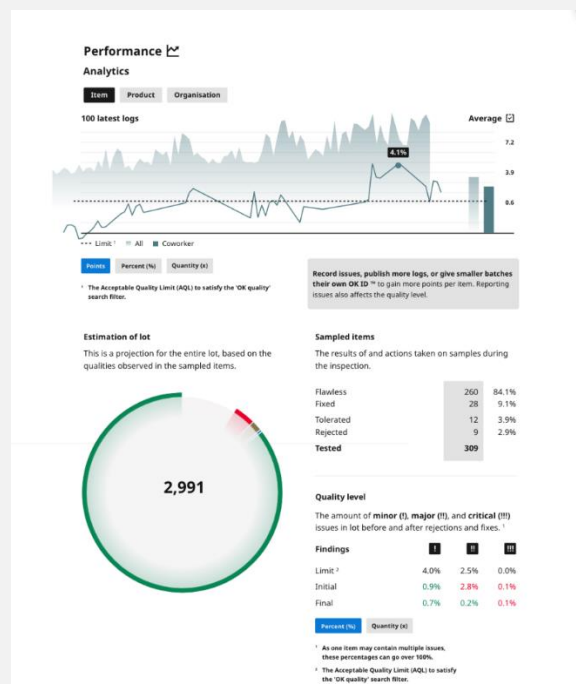 Performance
Analytics
Item Product Organisation
100 latest logs
Average
7.2
4.1%
3.9
0.6
Limit ¹ All Coworker
Points Percent (%) Quantity (x)
¹ The Acceptable Quality Limit (AQL) to satisfy the 'OK quality'
search filter.
Record issues, publish more logs, or give smaller batches
their own OK ID ™ to gain more points per item. Reporting
issues also affects the quality level.
Estimation of lot
This is a projection for the entire lot, based on the
qualities observed in the sampled items.
2,991
Sampled items
The results of and actions taken on samples during
the inspection.
Flawless 260 84.1%
Fixed 28 9.1%
Tolerated 12 3.9%
Rejected 9 2.9%
Tested 309
Quality level
The amount of minor (!), major (!!), and critical (!!!)
issues in lot before and after rejections and fixes. ¹
Findings ! !! !!!
Limit ² 4.0% 2.5% 0.0%
Initial 0.9% 2.8% 0.1%
Final 0.7% 0.2% 0.1%
Percent (%) Quantity (x)
¹ As one item may contain multiple issues,
these percentages can go over 100%.
² The Acceptable Quality Limit (AQL) to satisfy
the 'OK quality' search filter.